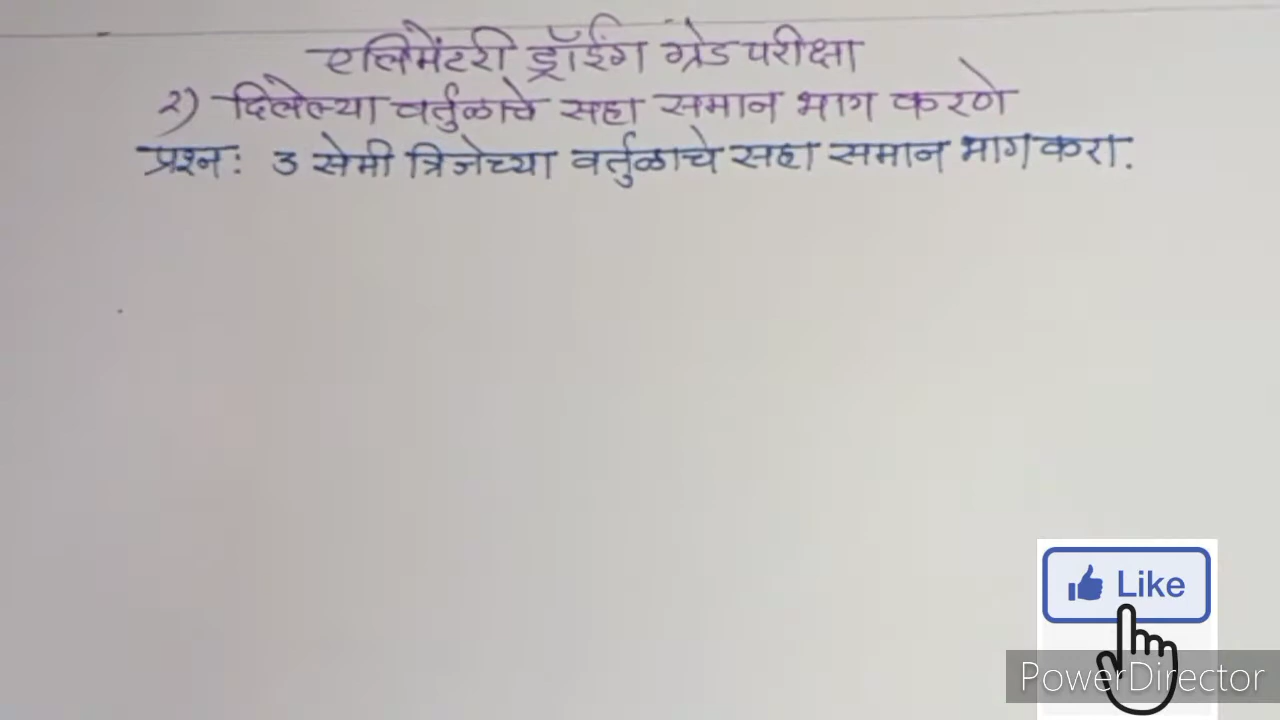 एलिमेंटरी ड्रॉईंग ग्रेड परीक्षा
२) दिलेल्या वर्तुळाचे सहा समान भाग करणे
प्रश्न: ३ सेमी त्रिजेच्या वर्तुळाचे सहा समान भाग करा.
Like
PowerDirector